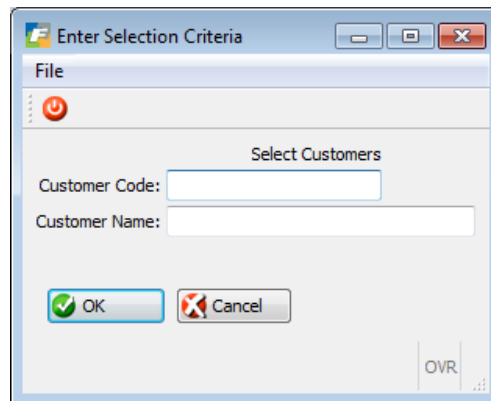 Enter Selection Criteria
File
Select Customers
Customer Code:
Customer Name:
OK Cancel
OVR